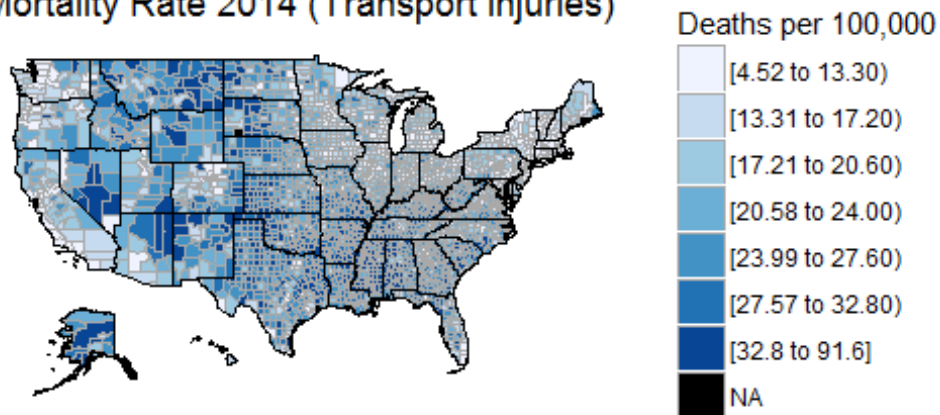 Mortality Rate 2014 (Transport Injuries)
Deaths per 100,000
[4.52 to 13.30)
[13.31 to 17.20)
[17.21 to 20.60)
[20.58 to 24.00)
[23.99 to 27.60)
[27.57 to 32.80)
[32.8 to 91.6]
NA